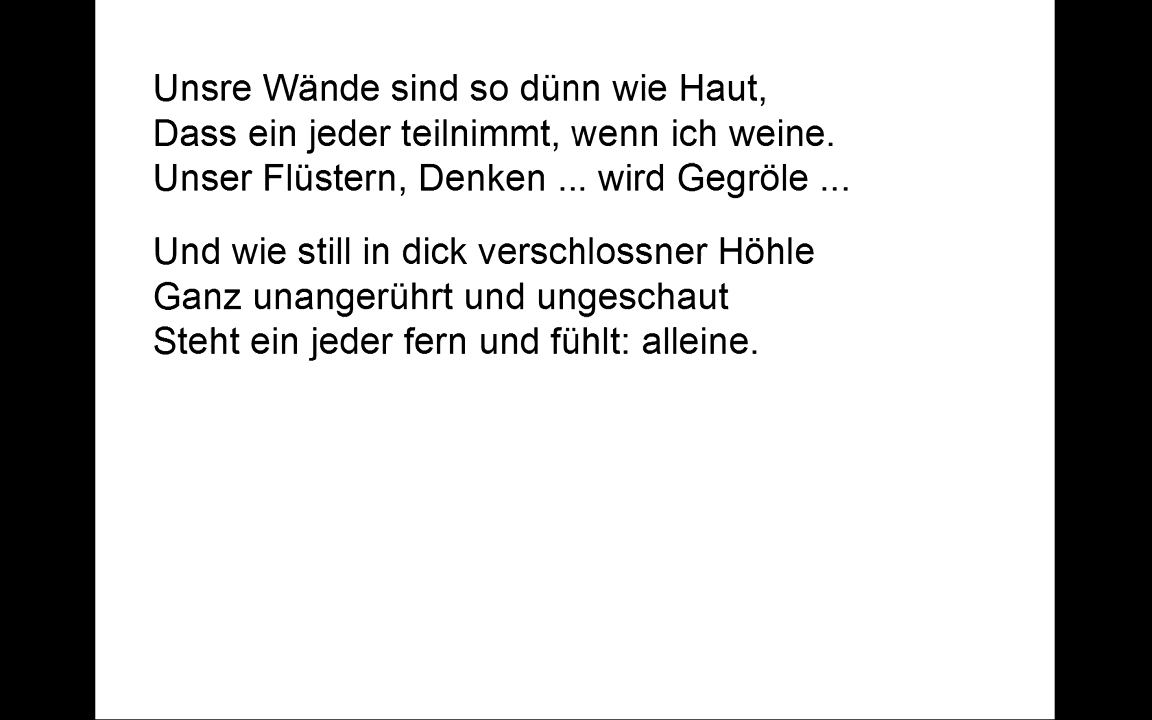 Unsre Wände sind so dünn wie Haut,
Dass ein jeder teilnimmt, wenn ich weine.
Unser Flüstern, Denken ... wird Gegröle ...
Und wie still in dick verschlossner Höhle
Ganz unangerührt und ungeschaut
Steht ein jeder fern und fühlt: alleine.